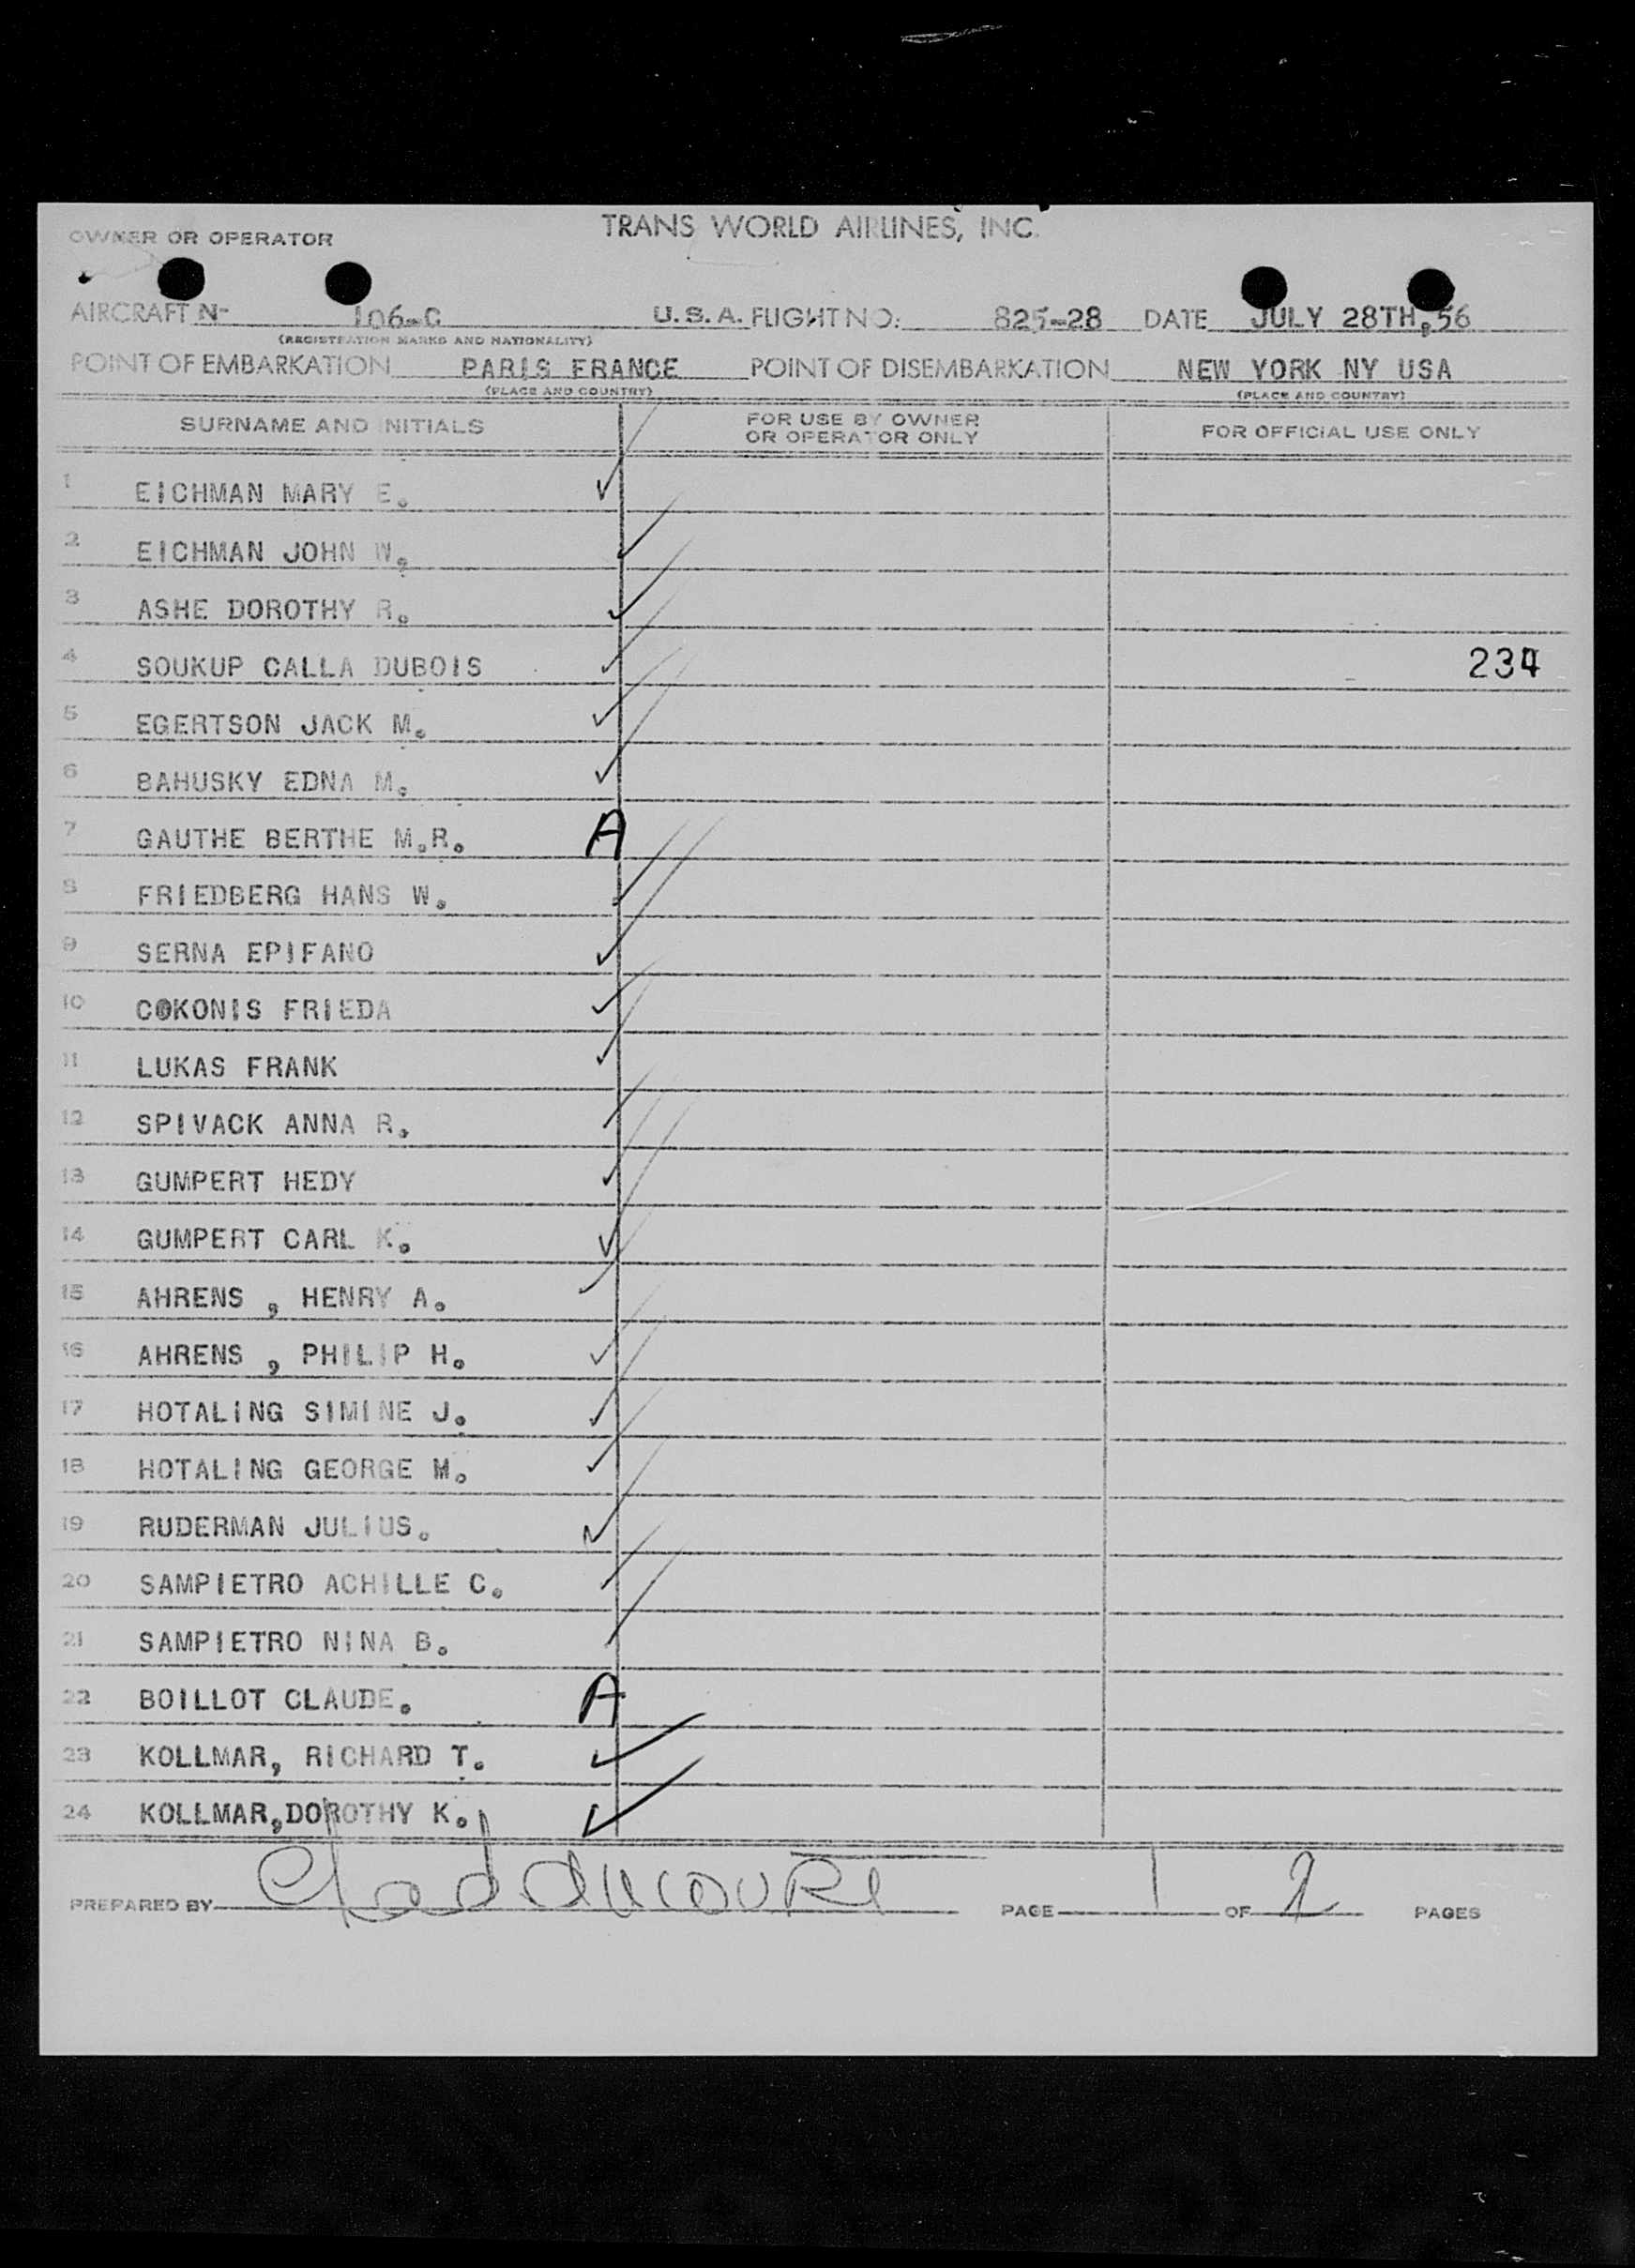 TRANS WORLD AIRLINES, INC.
OWNER OR OPERATOR
AIRCRAFT N- 106-C U.S.A. FLIGHT NO: 825-28 DATE JULY 28TH,56
(REGISTRATION MARKS AND NATIONALITY)
POINT OF EMBARKATION PARIS FRANCE POINT OF DISEMBARKATION NEW YORK NY USA
(PLACE AND COUNTRY) (PLACE AND COUNTRY)
SURNAME AND INITIALS FOR USE BY OWNER OR OPERATOR ONLY FOR OFFICIAL USE ONLY
1 EICHMAN MARY E.
2 EICHMAN JOHN W.
3 ASHE DOROTHY R.
4 SOUKUP CALLA DUBOIS 234
5 EGERTSON JACK M.
6 BAHUSKY EDNA M.
7 GAUTHE BERTHE M.R. A
8 FRIEDBERG HANS W.
9 SERNA EPIFANO
10 COKONIS FRIEDA
11 LUKAS FRANK
12 SPIVACK ANNA R.
13 GUMPERT HEDY
14 GUMPERT CARL K.
15 AHRENS , HENRY A.
16 AHRENS , PHILIP H.
17 HOTALING SIMINE J.
18 HOTALING GEORGE M.
19 RUDERMAN JULIUS.
20 SAMPIETRO ACHILLE C.
21 SAMPIETRO NINA B.
22 BOILLOT CLAUDE. A
23 KOLLMAR, RICHARD T.
24 KOLLMAR,DOROTHY K.
PREPARED BY PAGE 1 OF 2 PAGES